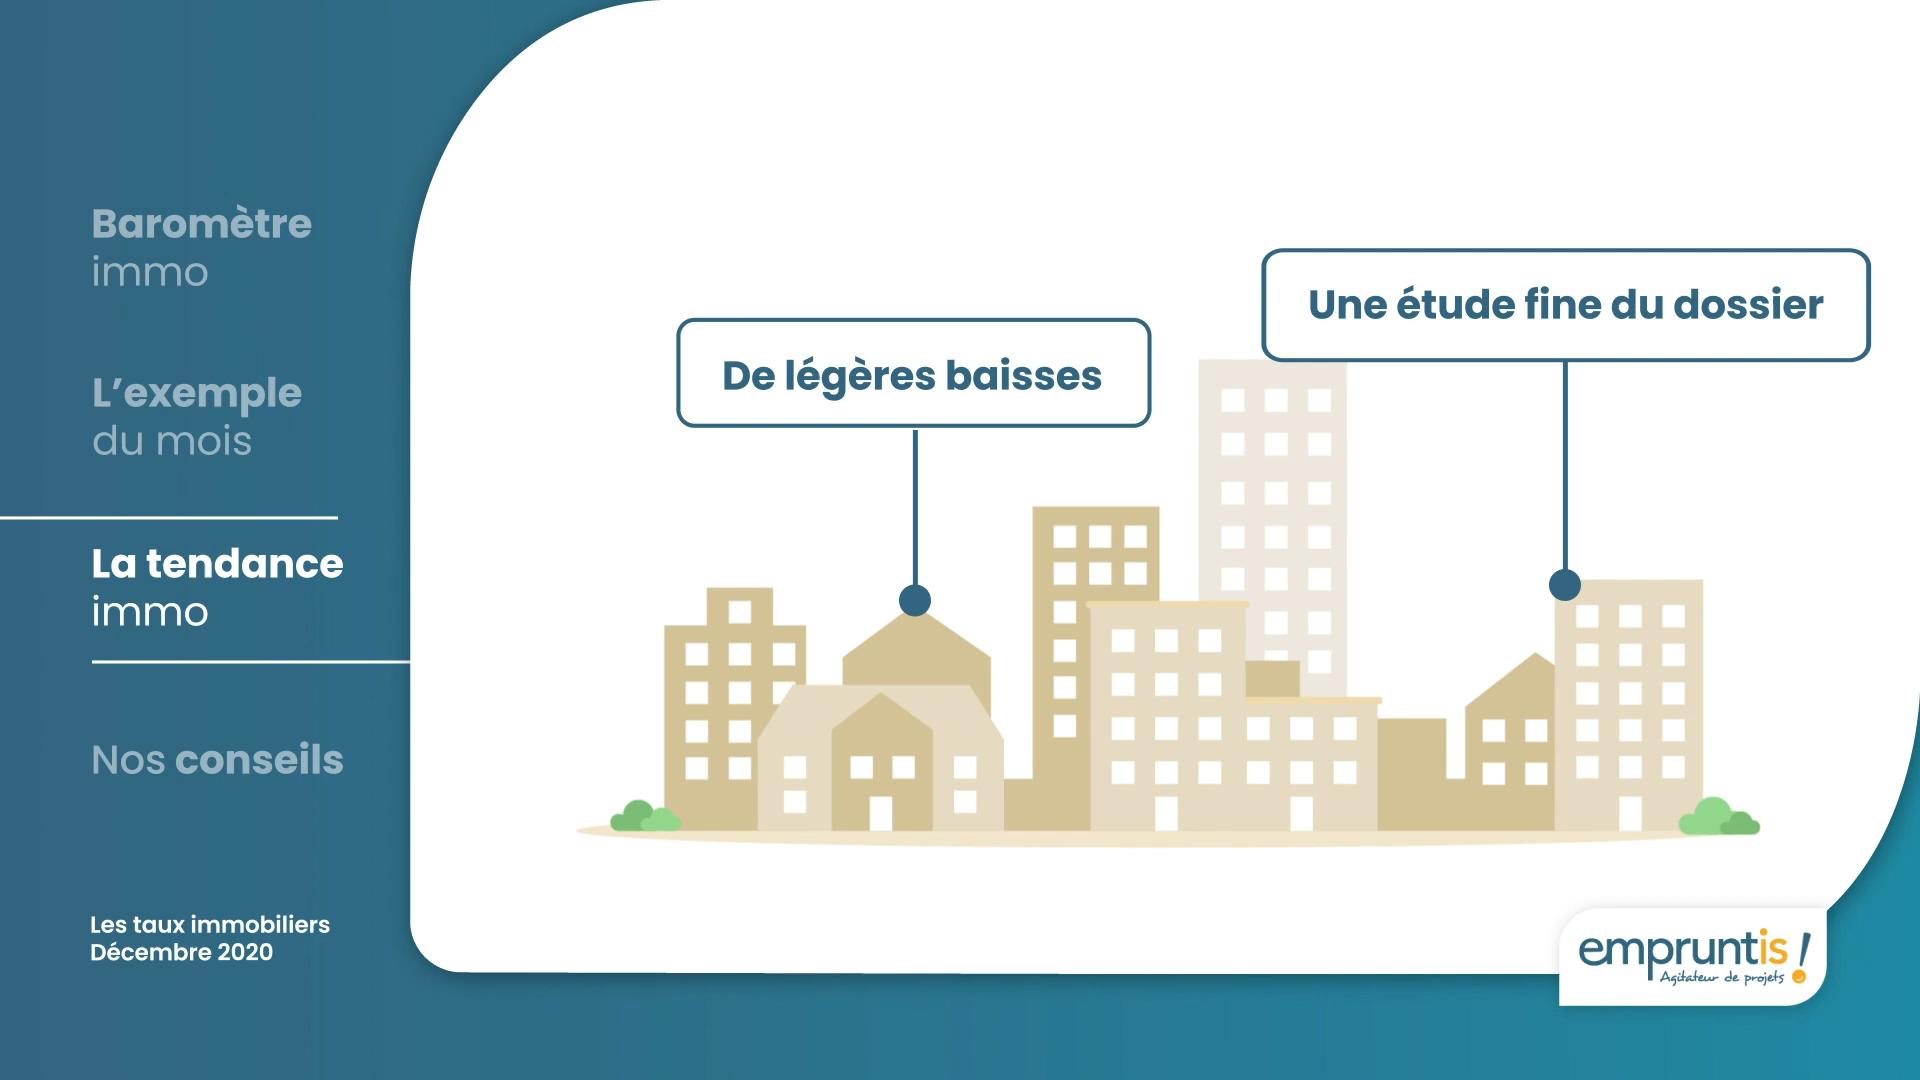 Baromètre
immo
L’exemple
du mois
La tendance
immo
Nos conseils
Les taux immobiliers
Décembre 2020
De légères baisses
Une étude fine du dossier
empruntis !
Agitateur de projets